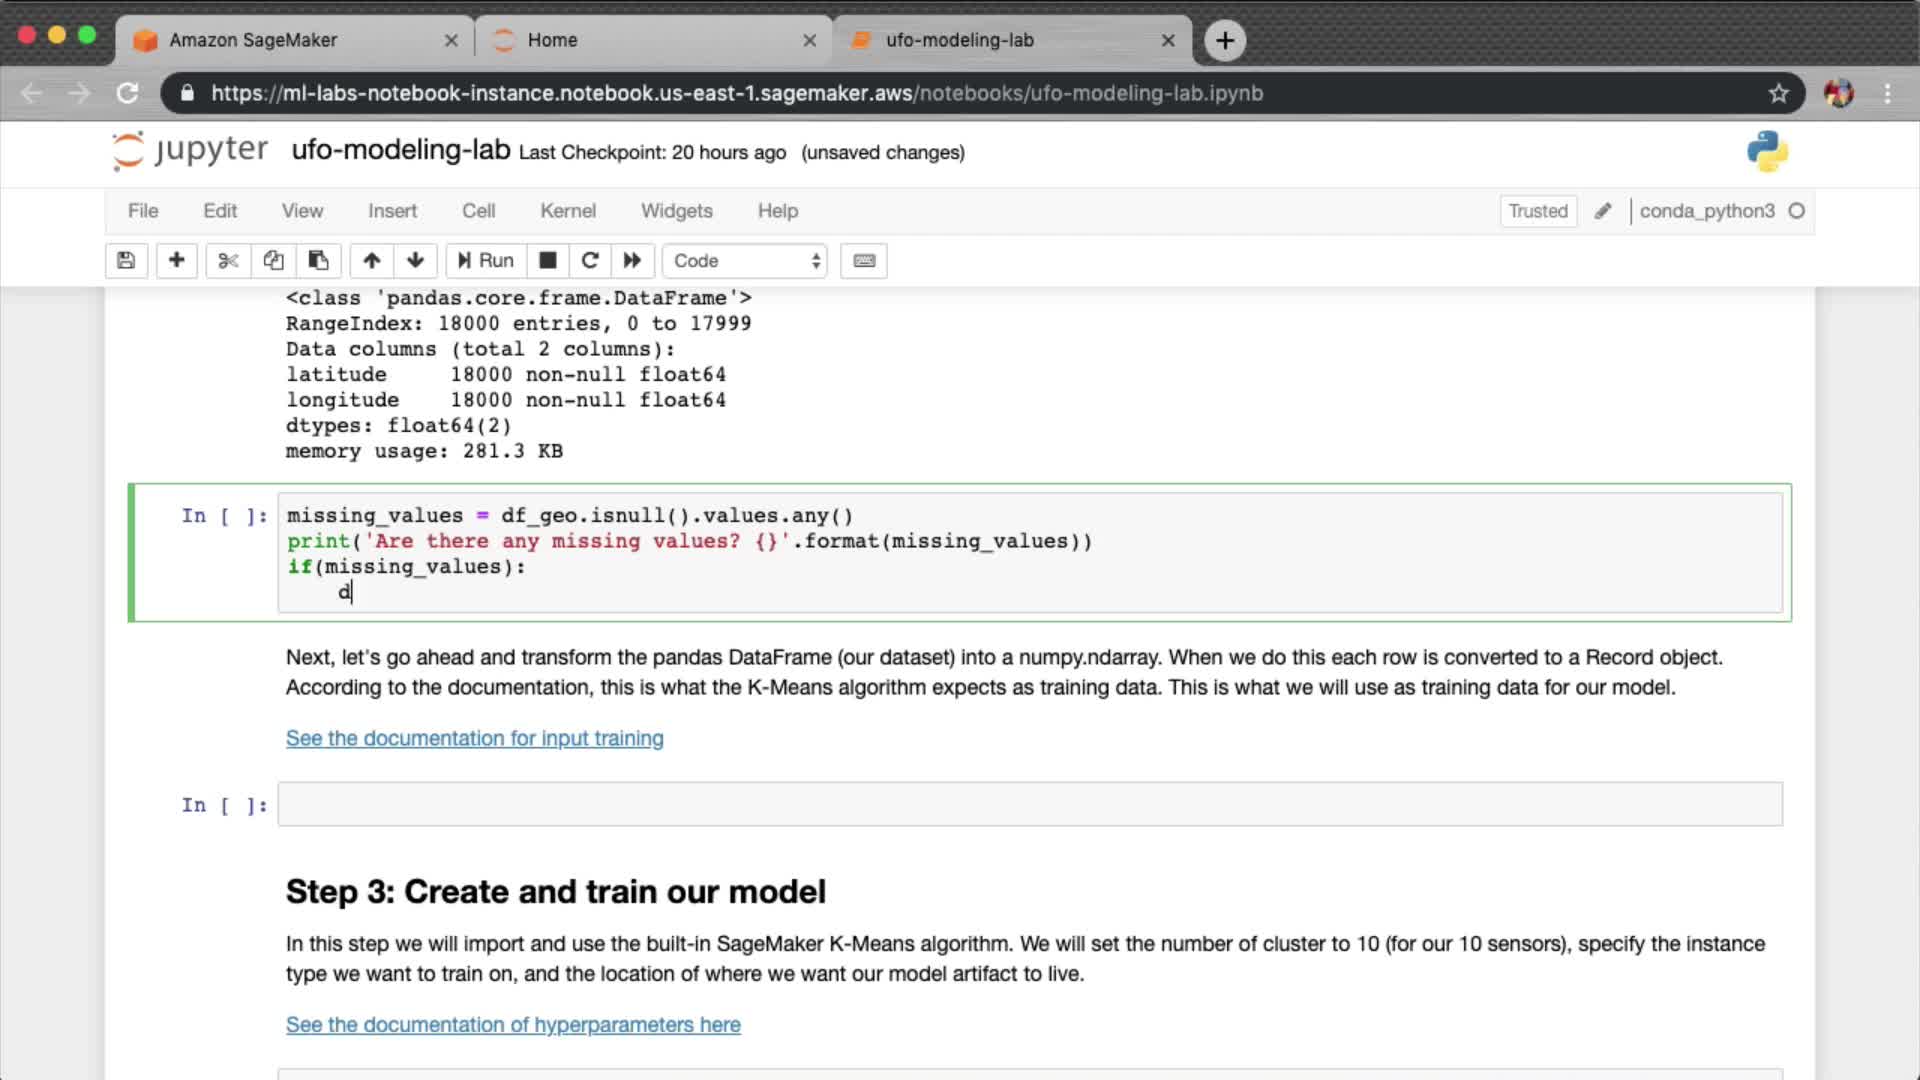 Amazon SageMaker
Home
ufo-modeling-lab
https://ml-labs-notebook-instance.notebook.us-east-1.sagemaker.aws/notebooks/ufo-modeling-lab.ipynb
jupyter ufo-modeling-lab Last Checkpoint: 20 hours ago (unsaved changes)
File Edit View Insert Cell Kernel Widgets Help Trusted conda_python3
Run Code
<class 'pandas.core.frame.DataFrame'>
RangeIndex: 18000 entries, 0 to 17999
Data columns (total 2 columns):
latitude     18000 non-null float64
longitude    18000 non-null float64
dtypes: float64(2)
memory usage: 281.3 KB
In [ ]: missing_values = df_geo.isnull().values.any()
print('Are there any missing values? {}'.format(missing_values))
if(missing_values):
    d
Next, let's go ahead and transform the pandas DataFrame (our dataset) into a numpy.ndarray. When we do this each row is converted to a Record object.
According to the documentation, this is what the K-Means algorithm expects as training data. This is what we will use as training data for our model.
See the documentation for input training
In [ ]:
Step 3: Create and train our model
In this step we will import and use the built-in SageMaker K-Means algorithm. We will set the number of cluster to 10 (for our 10 sensors), specify the instance
type we want to train on, and the location of where we want our model artifact to live.
See the documentation of hyperparameters here